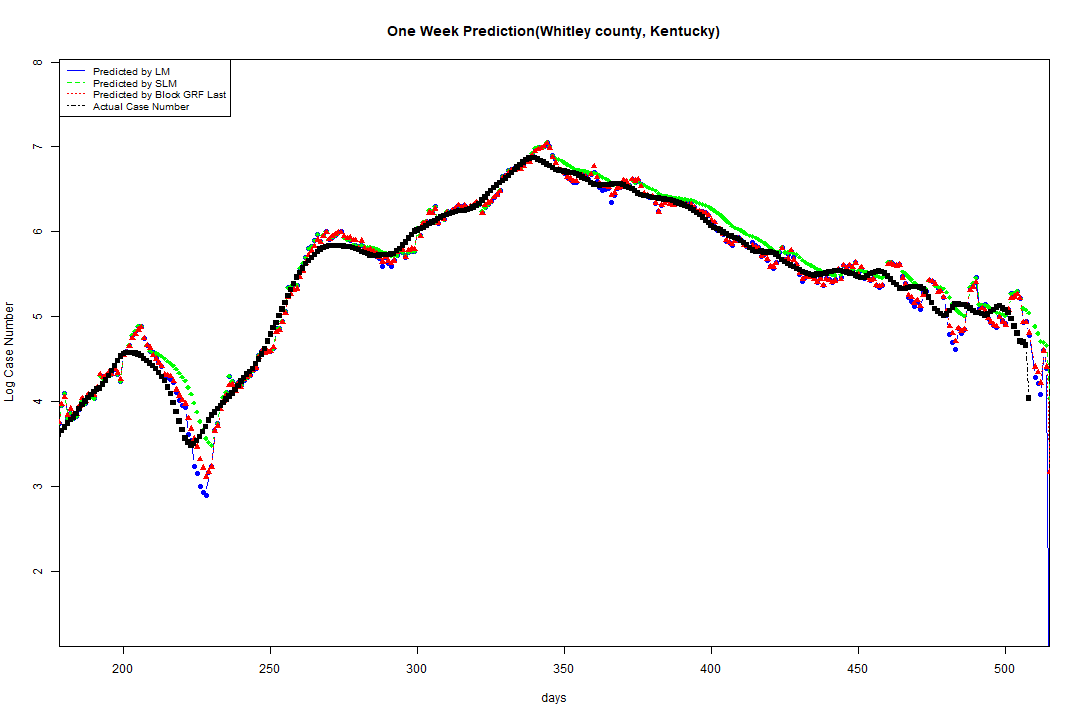 One Week Prediction(Whitley county, Kentucky)
Predicted by LM
Predicted by SLM
Predicted by Block GRF Last
Actual Case Number
Log Case Number
8
7
6
5
4
3
2
200 250 300 350 400 450 500
days